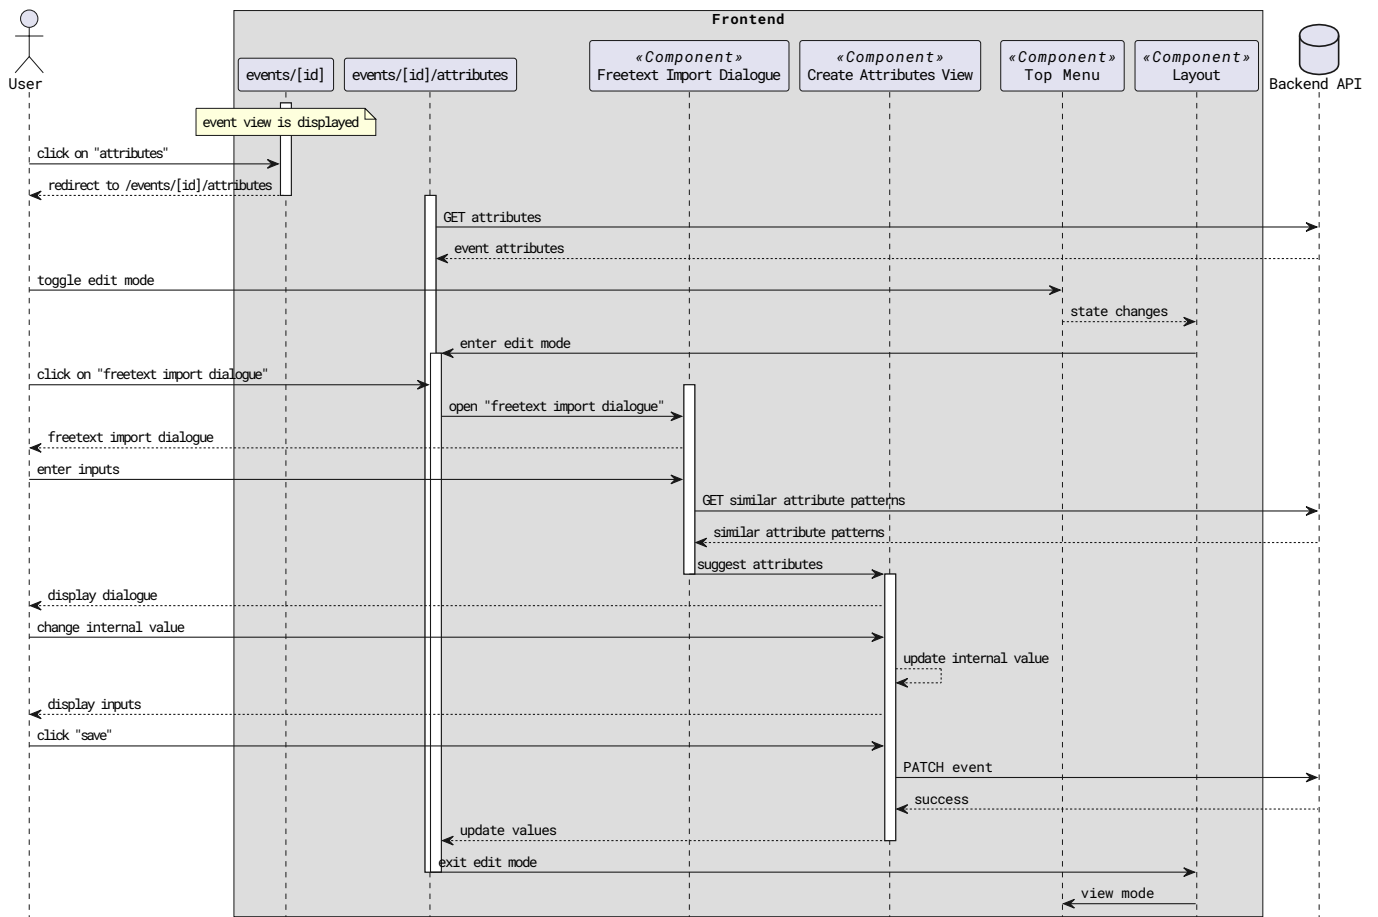 Frontend
«Component» «Component» «Component» «Component»
User events/[id] events/[id]/attributes Freetext Import Dialogue Create Attributes View Top Menu Layout Backend API
event view is displayed
click on "attributes"
redirect to /events/[id]/attributes
GET attributes
event attributes
toggle edit mode
state changes
enter edit mode
click on "freetext import dialogue"
open "freetext import dialogue"
freetext import dialogue
enter inputs
GET similar attribute patterns
similar attribute patterns
suggest attributes
display dialogue
change internal value
update internal value
display inputs
click "save"
PATCH event
success
update values
exit edit mode
view mode